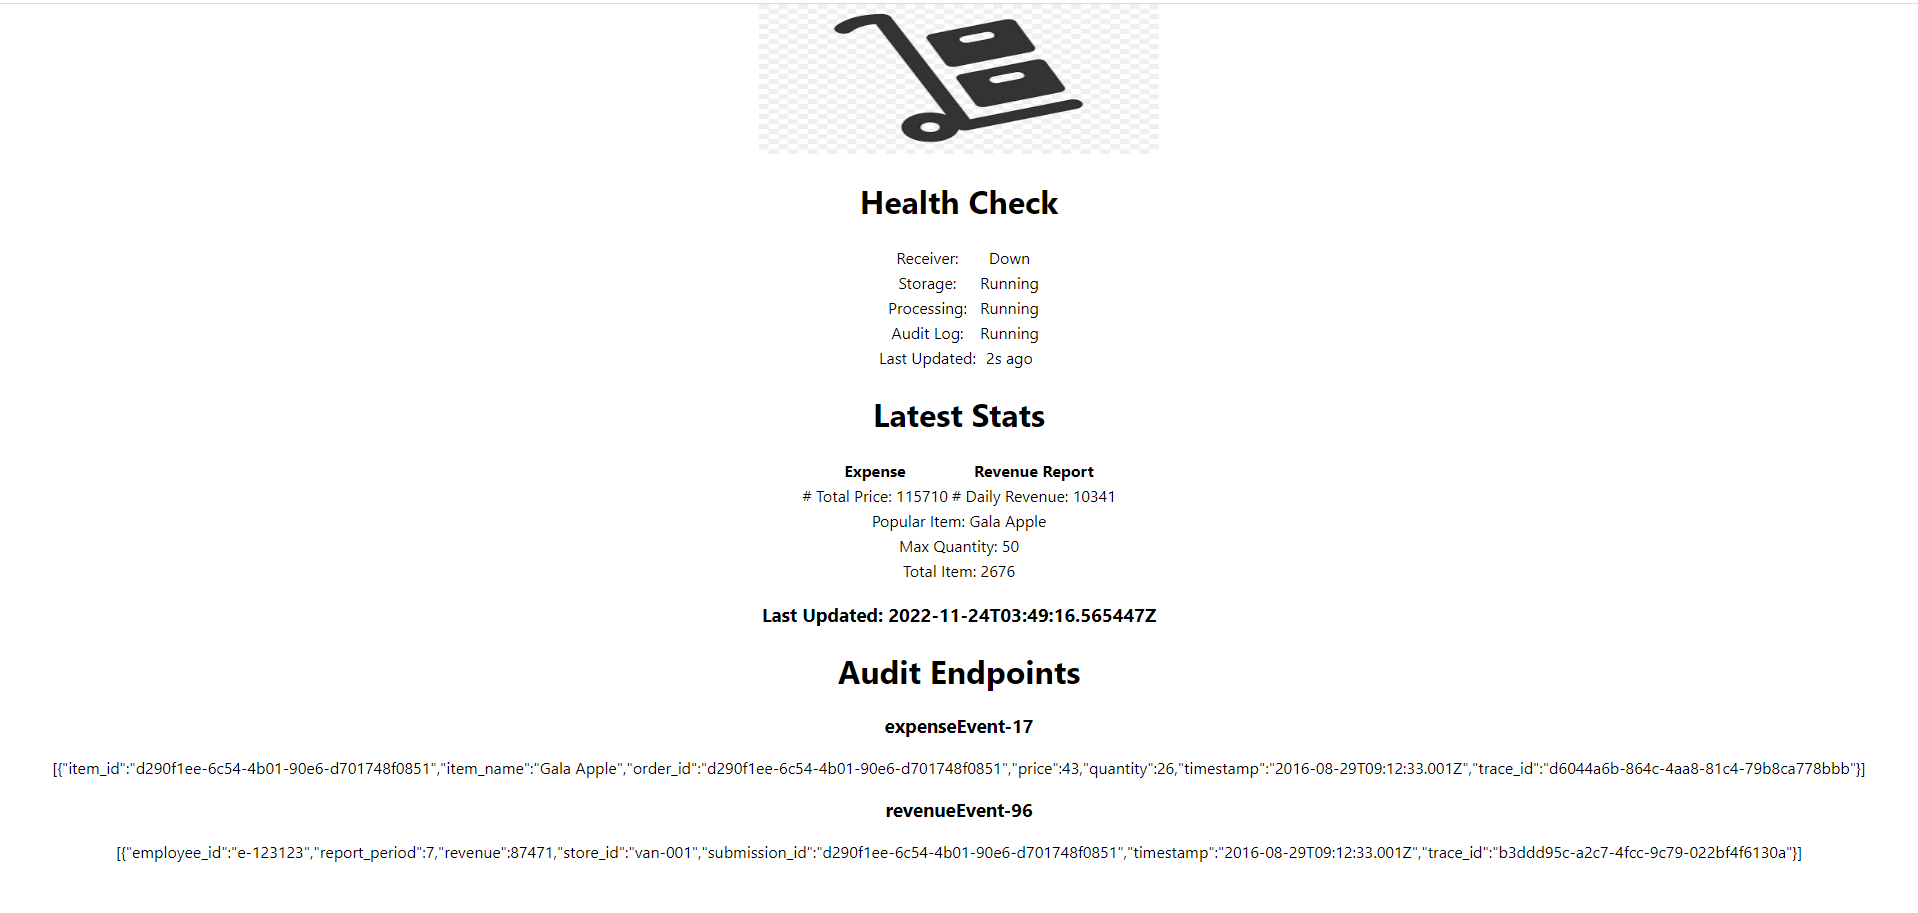 Health Check
Receiver: Down
Storage: Running
Processing: Running
Audit Log: Running
Last Updated: 2s ago
Latest Stats
Expense Revenue Report
# Total Price: 115710 # Daily Revenue: 10341
Popular Item: Gala Apple
Max Quantity: 50
Total Item: 2676
Last Updated: 2022-11-24T03:49:16.565447Z
Audit Endpoints
expenseEvent-17
[{"item_id":"d290f1ee-6c54-4b01-90e6-d701748f0851","item_name":"Gala Apple","order_id":"d290f1ee-6c54-4b01-90e6-d701748f0851","price":43,"quantity":26,"timestamp":"2016-08-29T09:12:33.001Z","trace_id":"d6044a6b-864c-4aa8-81c4-79b8ca778bbb"}]
revenueEvent-96
[{"employee_id":"e-123123","report_period":7,"revenue":87471,"store_id":"van-001","submission_id":"d290f1ee-6c54-4b01-90e6-d701748f0851","timestamp":"2016-08-29T09:12:33.001Z","trace_id":"b3ddd95c-a2c7-4fcc-9c79-022bf4f6130a"}]